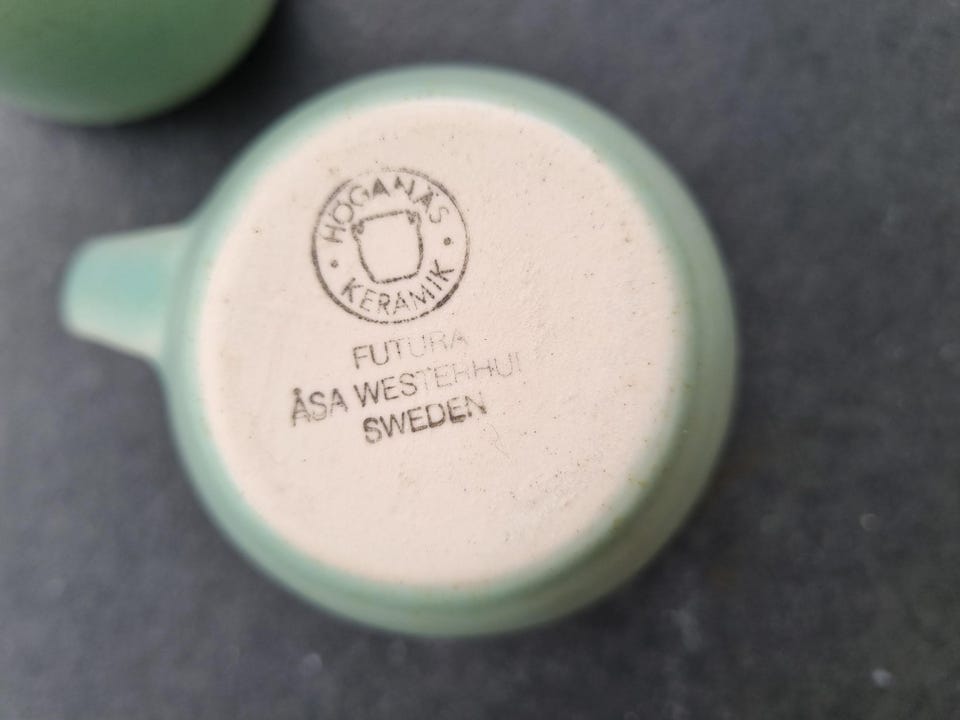 HÖGANÄS
KERAMIK
FUTURA
ÅSA
SWEDEN